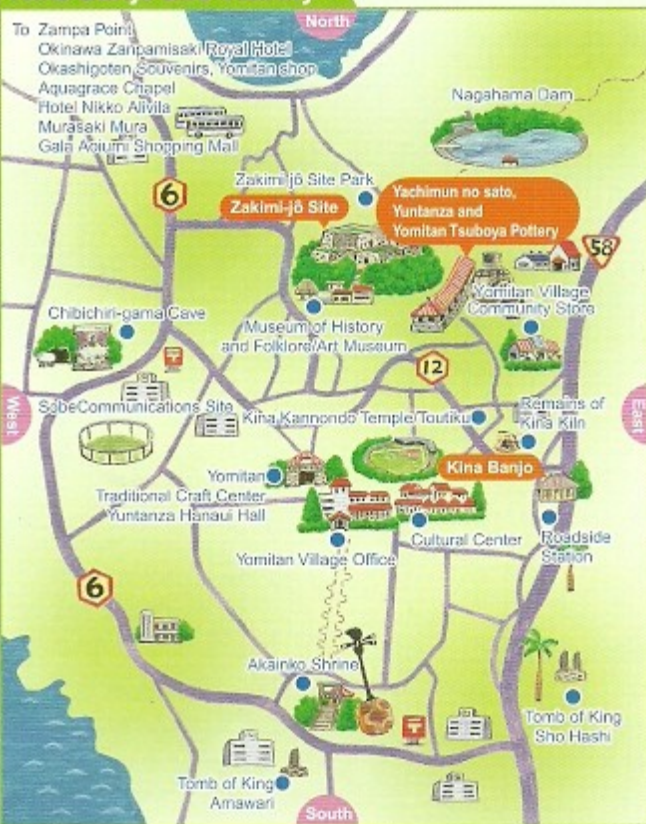 North
To Zampa Point
Okinawa Zanpamisaki Royal Hotel
Okashigoten Souvenirs, Yomitan shop
Aquagrace Chapel
Hotel Nikko Alivila
Murasaki Mura
Gala Aoiumi Shopping Mall
Nagahama Dam
Zakimi-jô Site Park
6
Zakimi-jô Site
Yachimun no sato,
Yuntanza and
Yomitan Tsuboya Pottery
58
Yomitan Village
Community Store
Chibichiri-gama Cave
Museum of History
and Folklore/Art Museum
12
West
East
Sobe Communications Site
Kina Kannondo Temple/Toutiku
Remains of
Kina Kiln
Kina Banjo
Yomitan
Traditional Craft Center
Yuntanza Hanaui Hall
Cultural Center
Roadside
Station
Yomitan Village Office
6
Akainko Shrine
Tomb of King
Sho Hashi
Tomb of King
Amawari
South